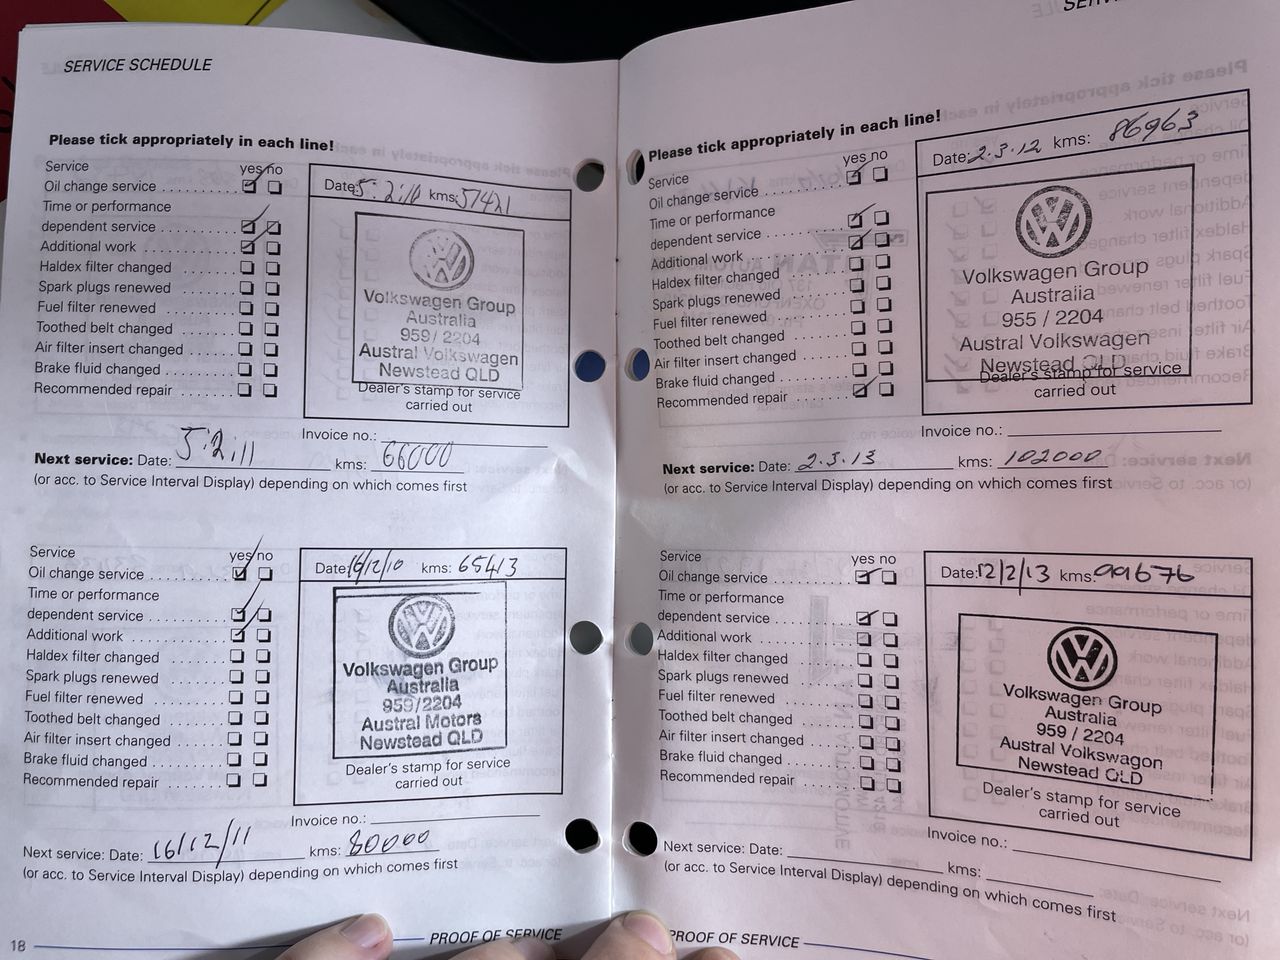 SERVICE SCHEDULE
Please tick appropriately in each line!
Service yes no
Oil change service
Time or performance
dependent service
Additional work
Haldex filter changed
Spark plugs renewed
Fuel filter renewed
Toothed belt changed
Air filter insert changed
Brake fluid changed
Recommended repair
Date: 5.2.10 kms: 57421
Volkswagen Group
Australia
959 / 2204
Austral Volkswagen
Newstead QLD
Dealer's stamp for service
carried out
Invoice no.:
Next service: Date: 5.2.11 kms: 66000
(or acc. to Service Interval Display) depending on which comes first
Service yes no
Oil change service
Time or performance
dependent service
Additional work
Haldex filter changed
Spark plugs renewed
Fuel filter renewed
Toothed belt changed
Air filter insert changed
Brake fluid changed
Recommended repair
Date: 16/12/10 kms: 65413
Volkswagen Group
Australia
959/2204
Austral Motors
Newstead QLD
Dealer's stamp for service
carried out
Invoice no.:
Next service: Date: 16/12/11 kms: 80000
(or acc. to Service Interval Display) depending on which comes first
18
PROOF OF SERVICE
Please tick appropriately in each line!
Service yes no
Oil change service
Time or performance
dependent service
Additional work
Haldex filter changed
Spark plugs renewed
Fuel filter renewed
Toothed belt changed
Air filter insert changed
Brake fluid changed
Recommended repair
Date: 2.3.12 kms: 86963
Volkswagen Group
Australia
955 / 2204
Austral Volkswagen
Newstead QLD
Dealer's stamp for service
carried out
Invoice no.:
Next service: Date: 2.3.13 kms: 102000
(or acc. to Service Interval Display) depending on which comes first
Service yes no
Oil change service
Time or performance
dependent service
Additional work
Haldex filter changed
Spark plugs renewed
Fuel filter renewed
Toothed belt changed
Air filter insert changed
Brake fluid changed
Recommended repair
Date: 12/2/13 kms: 99676
Volkswagen Group
Australia
959 / 2204
Austral Volkswagon
Newstead QLD
Dealer's stamp for service
carried out
Invoice no.:
Next service: Date: kms:
(or acc. to Service Interval Display) depending on which comes first
PROOF OF SERVICE